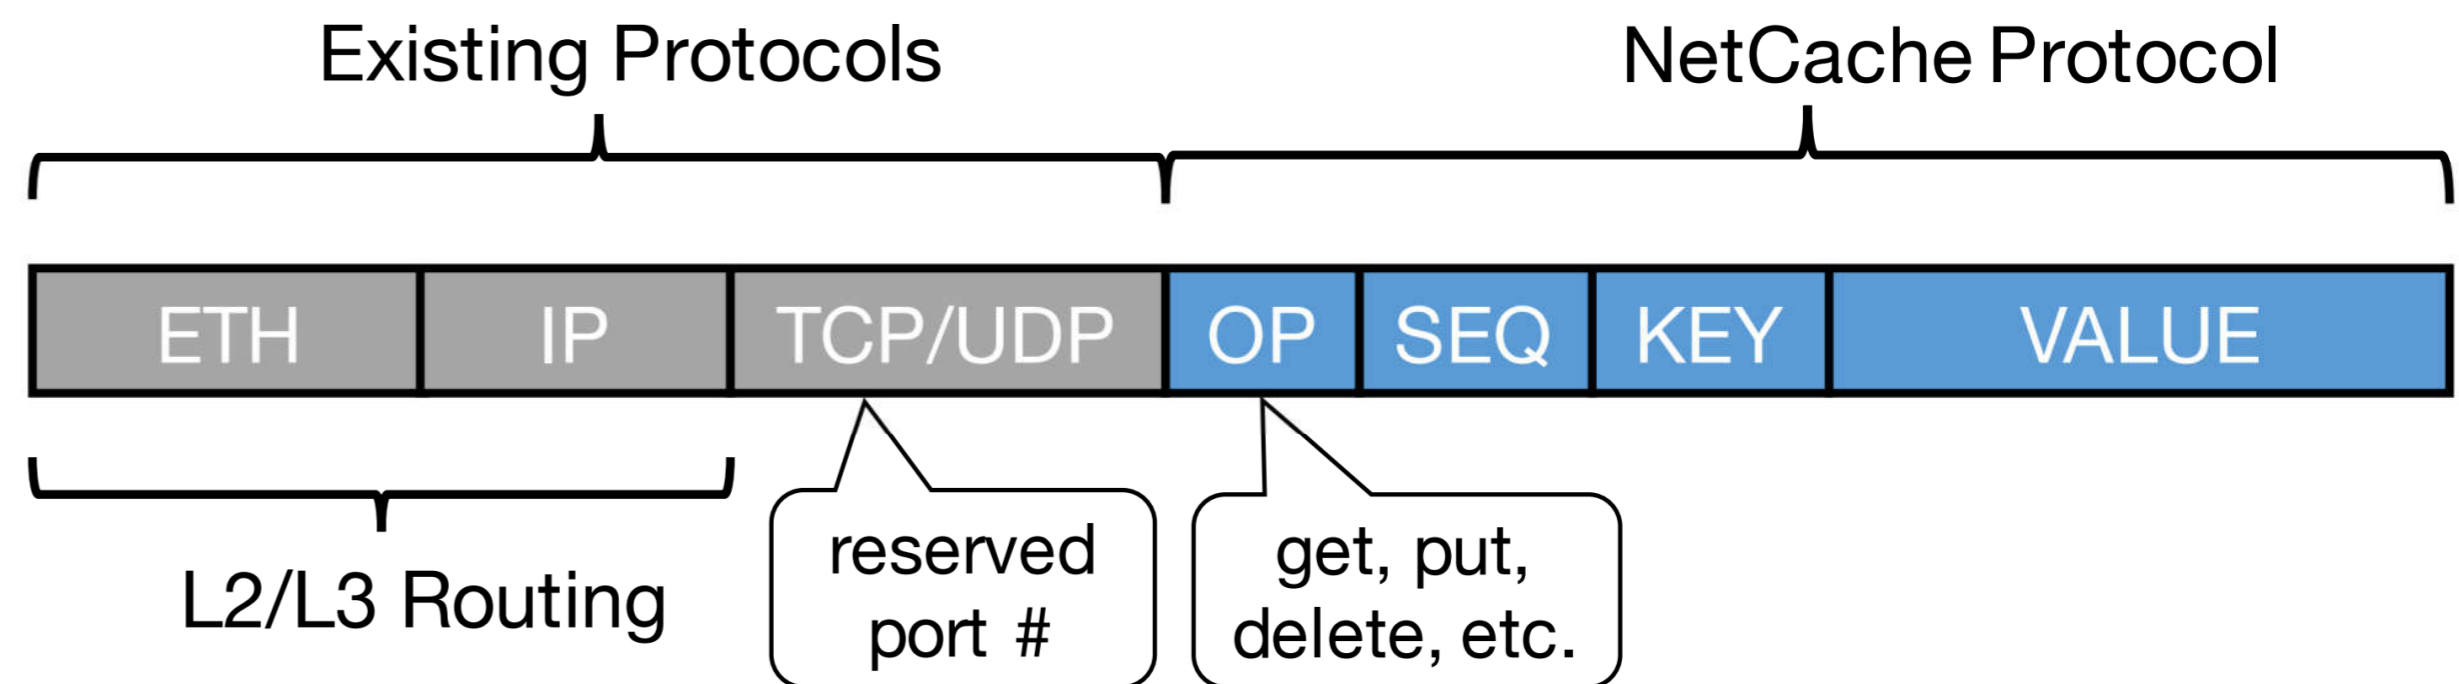 Existing Protocols
NetCache Protocol
ETH IP TCP/UDP OP SEQ KEY VALUE
L2/L3 Routing
reserved
port #
get, put,
delete, etc.